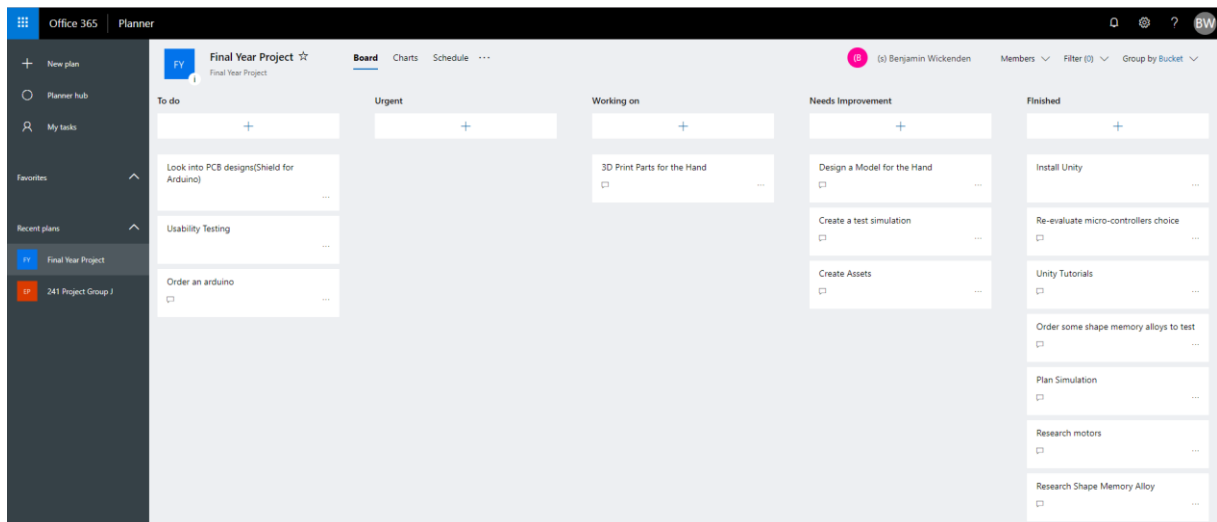 Office 365 Planner
? BW
New plan
Planner hub
My tasks
Favorites
Recent plans
FY Final Year Project
EP 241 Project Group J
FY Final Year Project
Final Year Project
Board Charts Schedule ...
(B (s) Benjamin Wickenden Members Filter (0) Group by Bucket
To do
Look into PCB designs(Shield for
Arduino)
Usability Testing
Order an arduino
Urgent
Working on
3D Print Parts for the Hand
Needs Improvement
Design a Model for the Hand
Create a test simulation
Create Assets
FInished
Install Unity
Re-evaluate micro-controllers choice
Unity Tutorials
Order some shape memory alloys to test
Plan Simulation
Research motors
Research Shape Memory Alloy